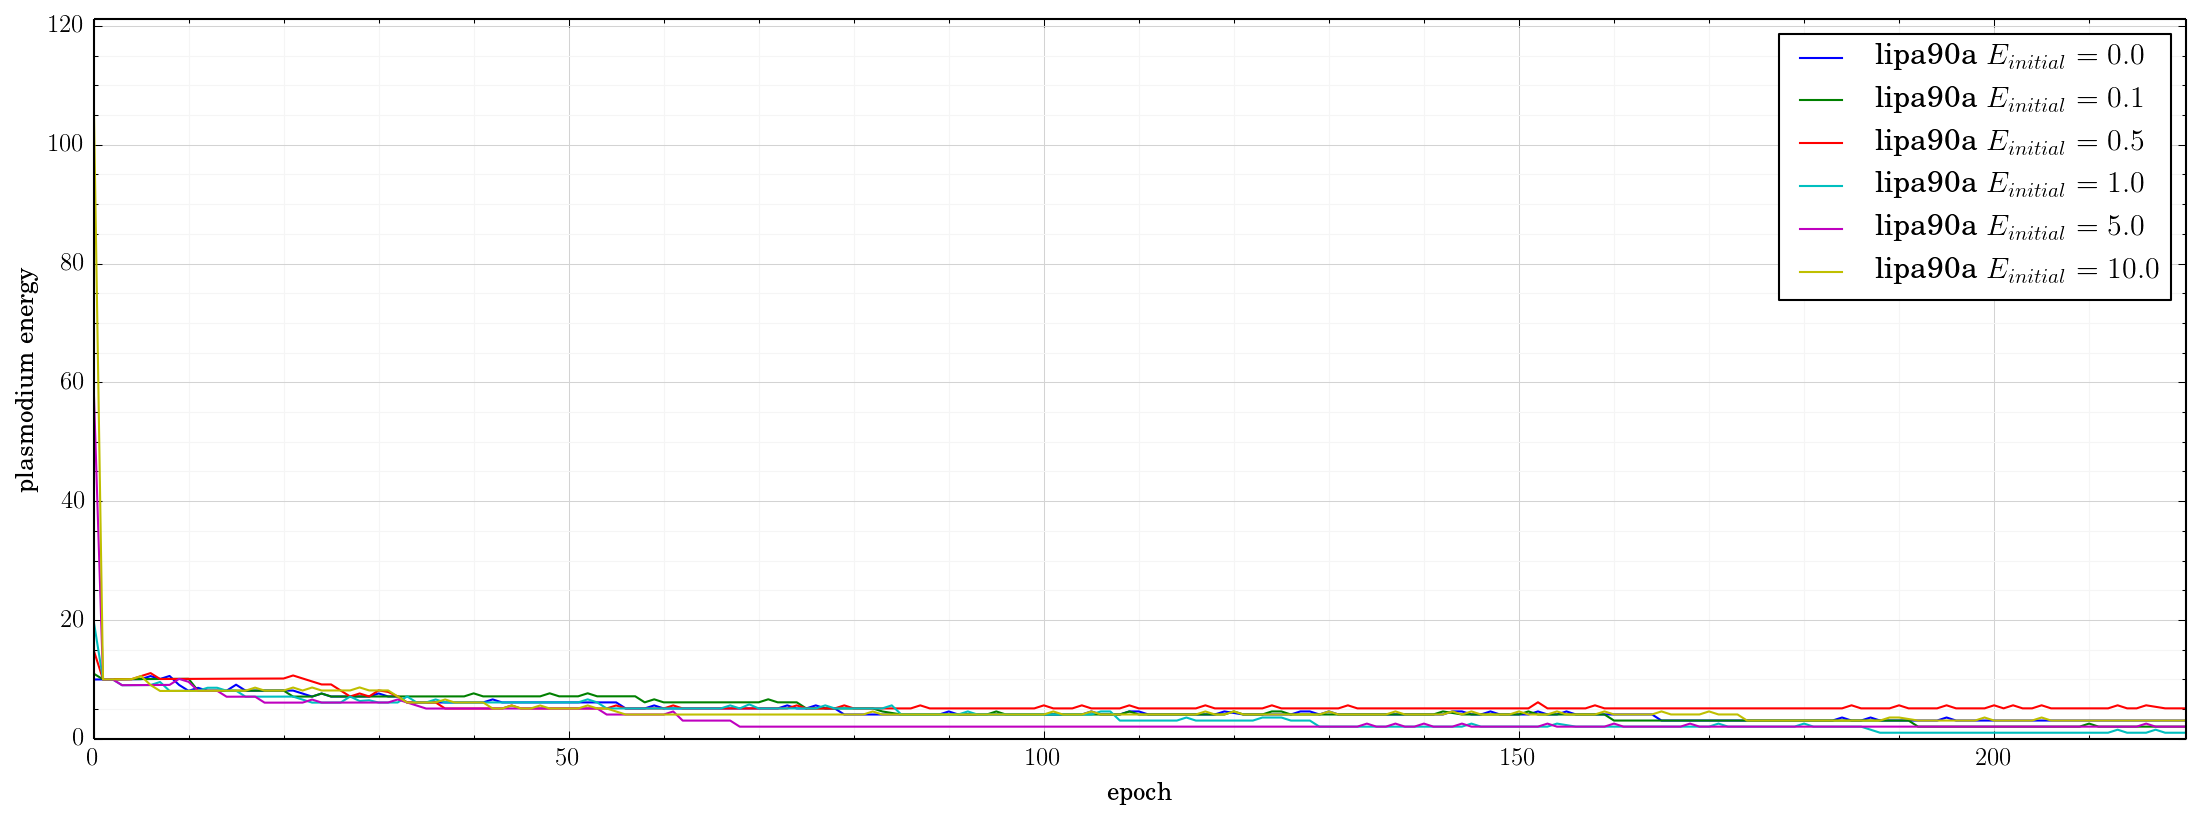 120
100
80
60
40
20
0
plasmodium energy
0 50 100 150 200
epoch
lipa90a E_initial = 0.0
lipa90a E_initial = 0.1
lipa90a E_initial = 0.5
lipa90a E_initial = 1.0
lipa90a E_initial = 5.0
lipa90a E_initial = 10.0